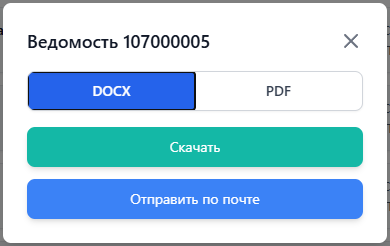 Ведомость 107000005
DOCX PDF
Скачать
Отправить по почте